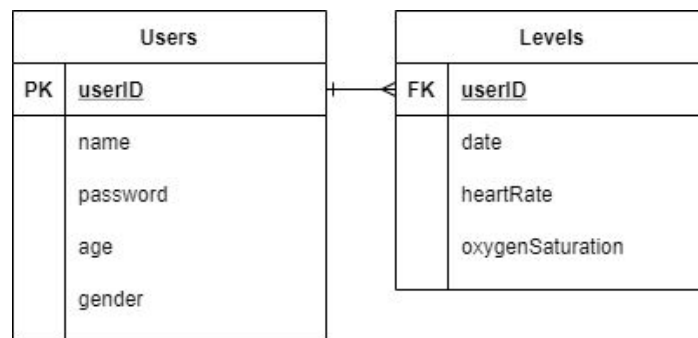 Users
PK userID
name
password
age
gender
Levels
FK userID
date
heartRate
oxygenSaturation